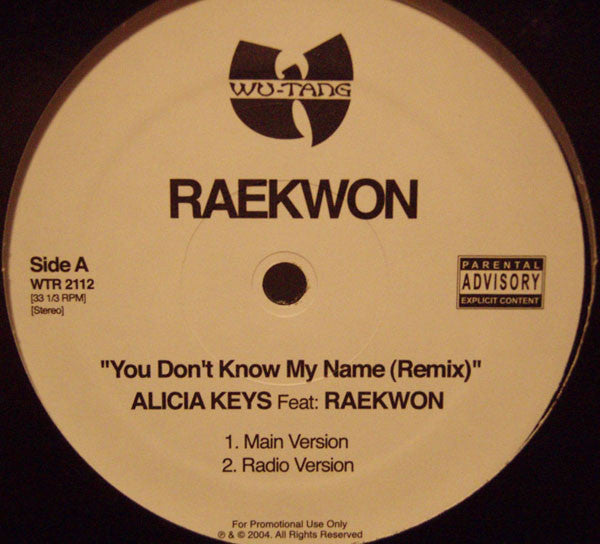 WU-TANG
RAEKWON
Side A
WTR 2112
[33 1/3 RPM]
[Stereo]
PARENTAL
ADVISORY
EXPLICIT CONTENT
"You Don't Know My Name (Remix)"
ALICIA KEYS Feat: RAEKWON
1. Main Version
2. Radio Version
For Promotional Use Only
℗ & © 2004. All Rights Reserved